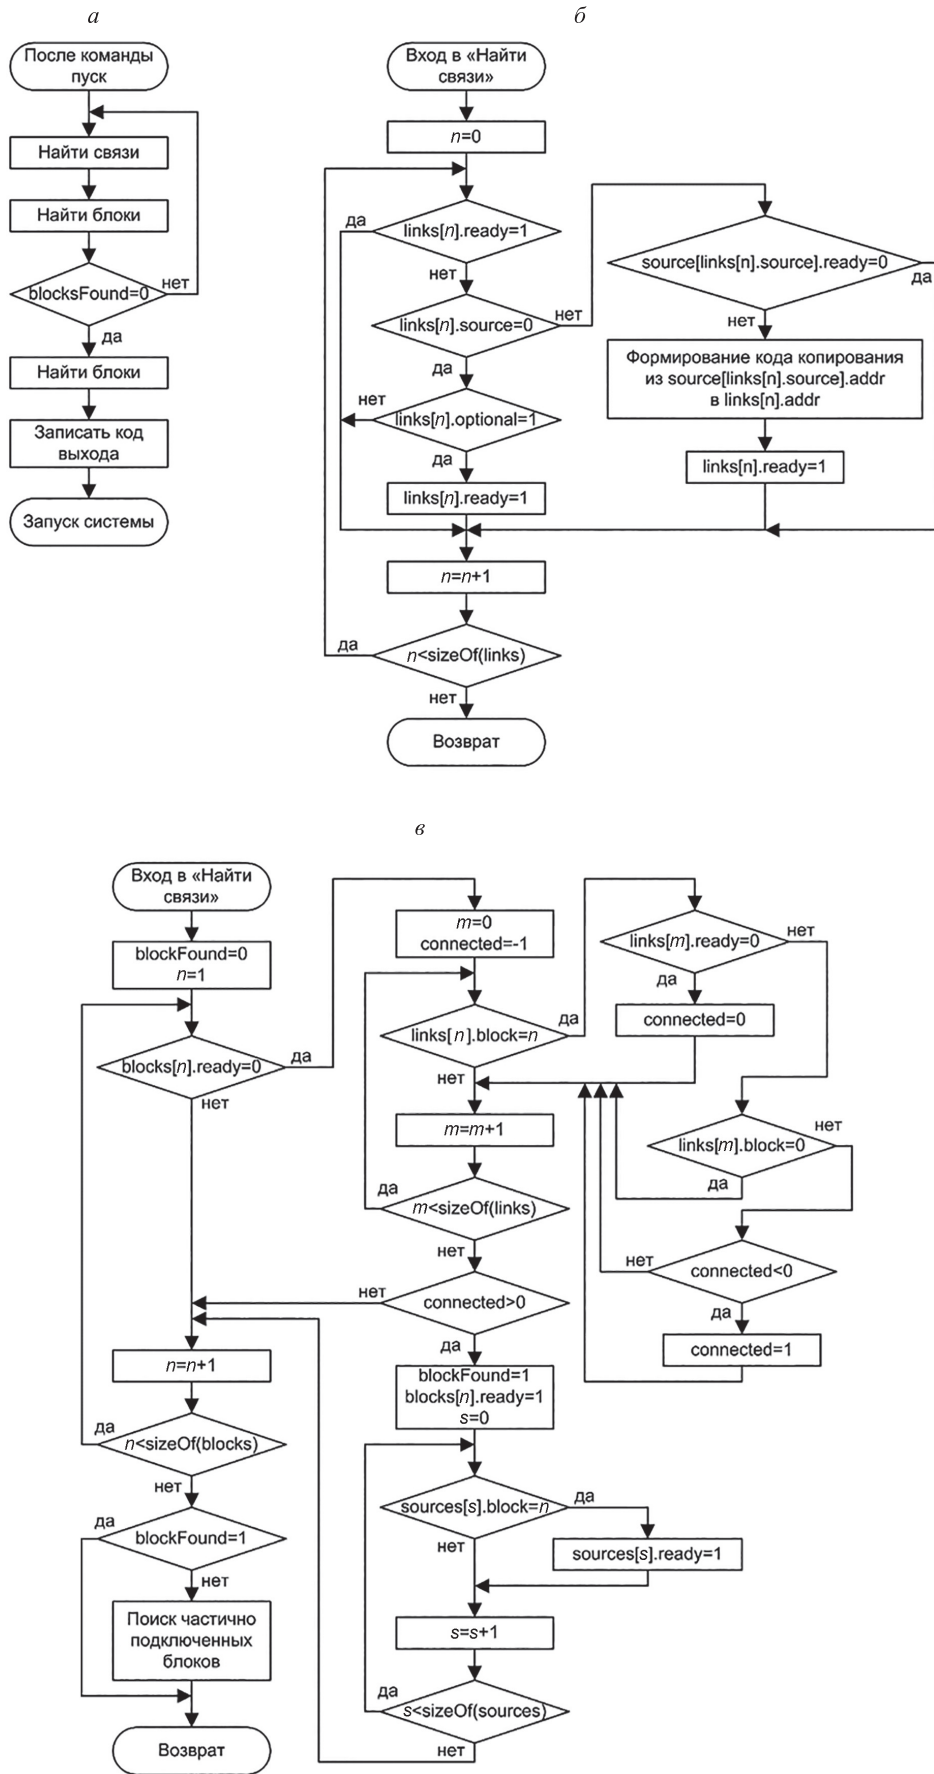 а
После команды
пуск
Найти связи
Найти блоки
blocksFound=0
нет
да
Найти блоки
Записать код
выхода
Запуск системы
б
Вход в «Найти
связи»
n=0
да
links[n].ready=1
нет
links[n].source=0
нет
да
нет
links[n].optional=1
да
links[n].ready=1
source[links[n].source].ready=0
да
нет
Формирование кода копирования
из source[links[n].source].addr
в links[n].addr
links[n].ready=1
n=n+1
да
n<sizeOf(links)
нет
Возврат
в
Вход в «Найти
связи»
blockFound=0
n=1
blocks[n].ready=0
да
нет
n=n+1
да
n<sizeOf(blocks)
нет
да
blockFound=1
нет
Поиск частично
подключенных
блоков
Возврат
m=0
connected=-1
links[ n].block=n
да
нет
m=m+1
да
m<sizeOf(links)
нет
нет
connected>0
да
blockFound=1
blocks[n].ready=1
s=0
sources[s].block=n
да
нет
sources[s].ready=1
s=s+1
да
s<sizeOf(sources)
нет
links[m].ready=0
нет
да
connected=0
links[m].block=0
нет
да
нет
connected<0
да
connected=1